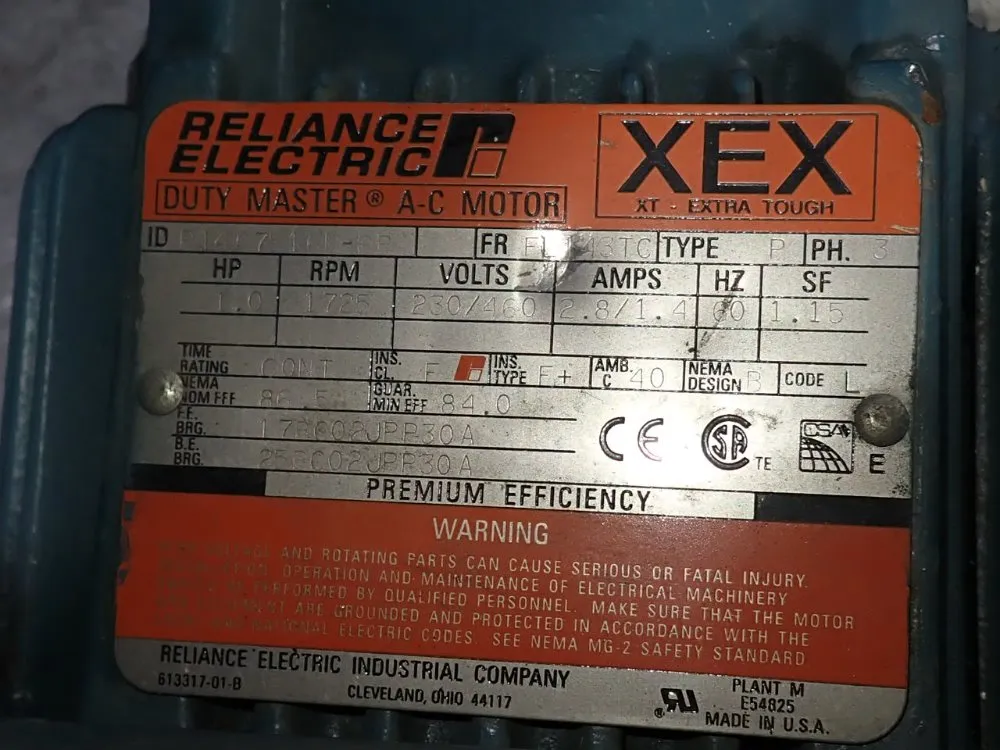 RELIANCE
ELECTRIC
DUTY MASTER ® A-C MOTOR
XEX
XT - EXTRA TOUGH
ID FR TYPE P PH. 3
HP RPM VOLTS AMPS HZ SF
1.0 1725 230/460 2.8/1.4 60 1.15
TIME RATING CONT INS. CL. F INS. TYPE F+ AMB. C 40 NEMA DESIGN B CODE L
NEMA NOM EFF GUAR. MIN EFF 84.0
F.E. BRG.
B.E. BRG.
CE SA TE CSA E
PREMIUM EFFICIENCY
WARNING
AND ROTATING PARTS CAN CAUSE SERIOUS OR FATAL INJURY.
OPERATION AND MAINTENANCE OF ELECTRICAL MACHINERY
PERFORMED BY QUALIFIED PERSONNEL. MAKE SURE THAT THE MOTOR
ARE GROUNDED AND PROTECTED IN ACCORDANCE WITH THE
ELECTRIC CODES. SEE NEMA MG-2 SAFETY STANDARD
RELIANCE ELECTRIC INDUSTRIAL COMPANY
613317-01-B
CLEVELAND, OHIO 44117
PLANT M
E54825
MADE IN U.S.A.